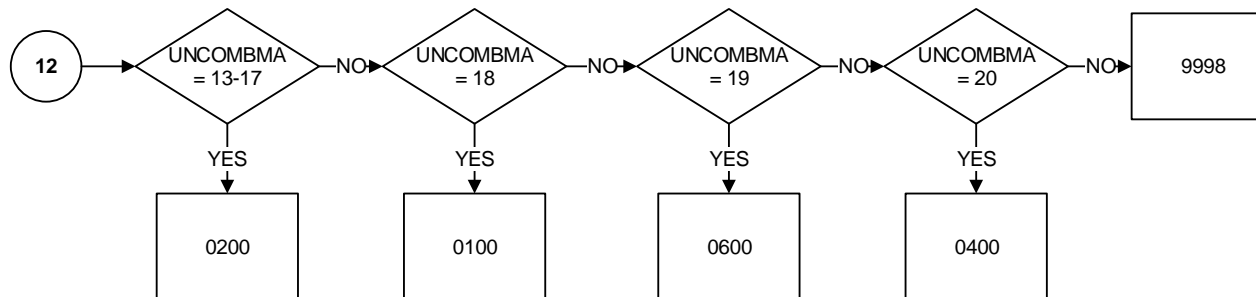 12
UNCOMBMA
= 13-17
NO
UNCOMBMA
= 18
NO
UNCOMBMA
= 19
NO
UNCOMBMA
= 20
NO
9998
YES
YES
YES
YES
0200
0100
0600
0400